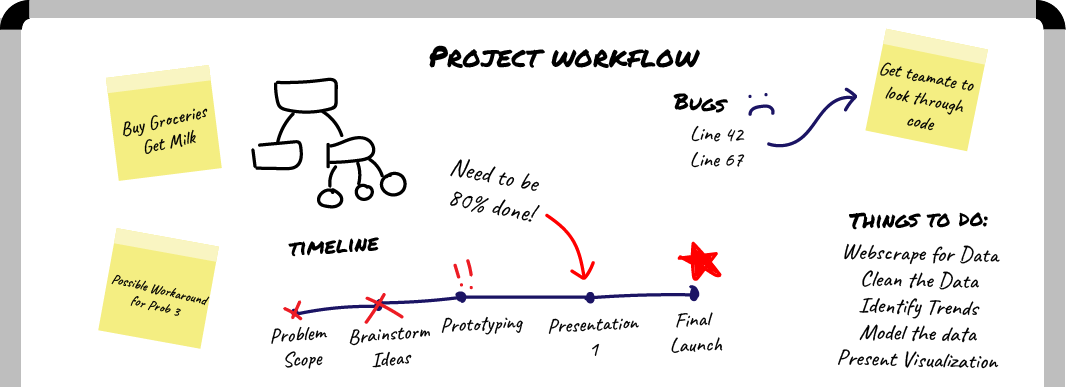 PROJECT WORKFLOW
Buy Groceries
Get Milk
BUGS
Line 42
Line 67
Get teamate to
look through
code
Need to be
80% done!
Possible Workaround
for Prob 3
TIMELINE
!!
Problem
Scope
Brainstorm
Ideas
Prototyping
Presentation
1
Final
Launch
THINGS TO DO:
Webscrape for Data
Clean the Data
Identify Trends
Model the data
Present Visualization